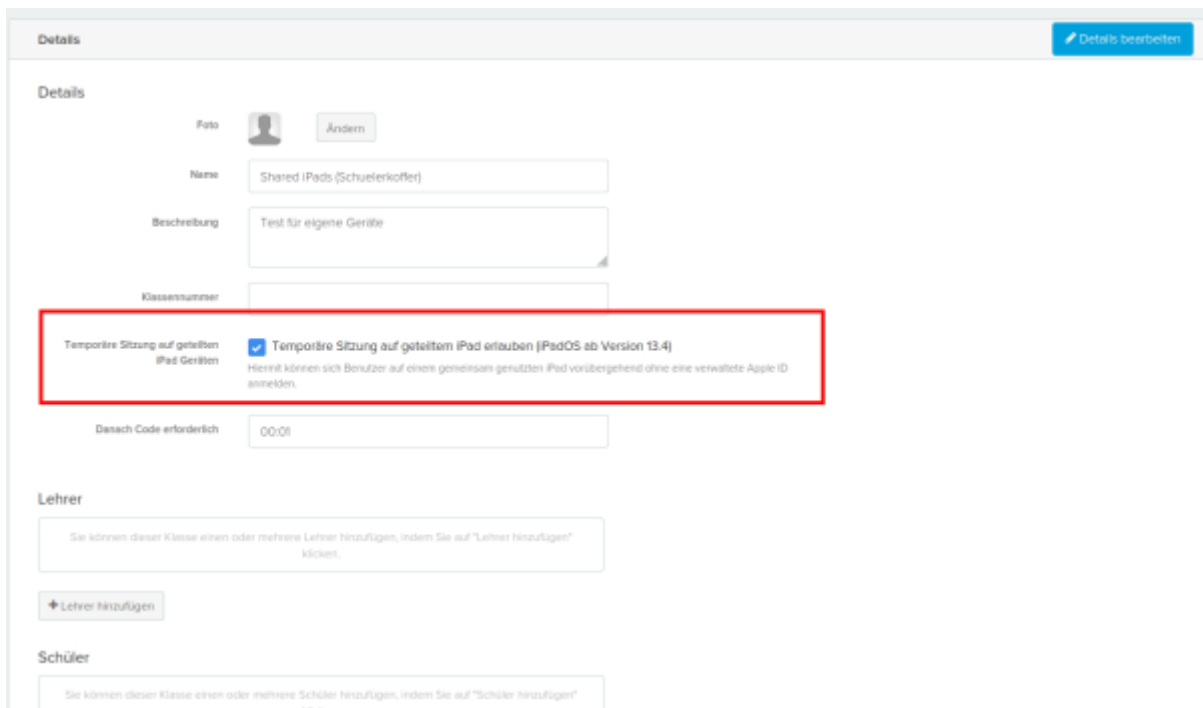 Details
Details bearbeiten
Details
Foto
Ändern
Name
Shared iPads (Schuelerkoffer)
Beschreibung
Test für eigene Geräte
Klassennummer
Temporäre Sitzung auf geteilten
iPad Geräten
Temporäre Sitzung auf geteiltem iPad erlauben (iPadOS ab Version 13.4)
Hiermit können sich Benutzer auf einem gemeinsam genutzten iPad vorübergehend ohne eine verwaltete Apple ID
anmelden.
Danach Code erforderlich
00:01
Lehrer
Sie können dieser Klasse einen oder mehrere Lehrer hinzufügen, indem Sie auf "Lehrer hinzufügen"
klicken.
+ Lehrer hinzufügen
Schüler
Sie können dieser Klasse einen oder mehrere Schüler hinzufügen, indem Sie auf "Schüler hinzufügen"